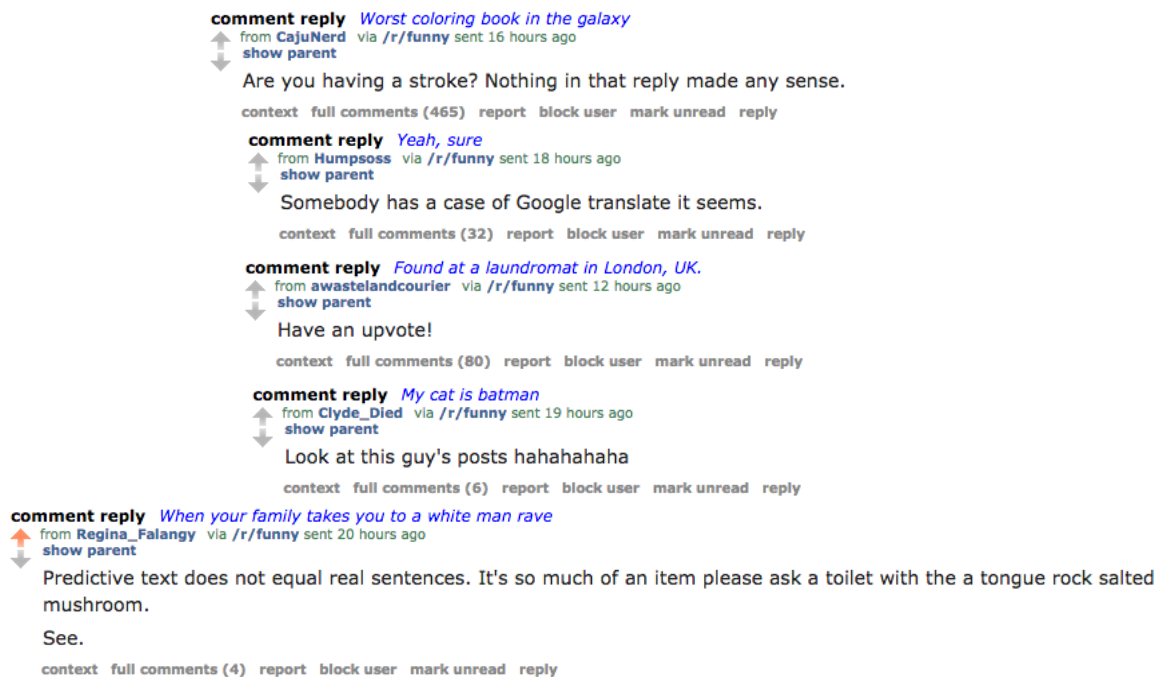 comment reply Worst coloring book in the galaxy
from CajuNerd via /r/funny sent 16 hours ago
show parent
Are you having a stroke? Nothing in that reply made any sense.
context full comments (465) report block user mark unread reply
comment reply Yeah, sure
from Humpsoss via /r/funny sent 18 hours ago
show parent
Somebody has a case of Google translate it seems.
context full comments (32) report block user mark unread reply
comment reply Found at a laundromat in London, UK.
from awastelandcourier via /r/funny sent 12 hours ago
show parent
Have an upvote!
context full comments (80) report block user mark unread reply
comment reply My cat is batman
from Clyde_Died via /r/funny sent 19 hours ago
show parent
Look at this guy's posts hahahahaha
context full comments (6) report block user mark unread reply
comment reply When your family takes you to a white man rave
from Regina_Falangy via /r/funny sent 20 hours ago
show parent
Predictive text does not equal real sentences. It's so much of an item please ask a toilet with the a tongue rock salted
mushroom.
See.
context full comments (4) report block user mark unread reply